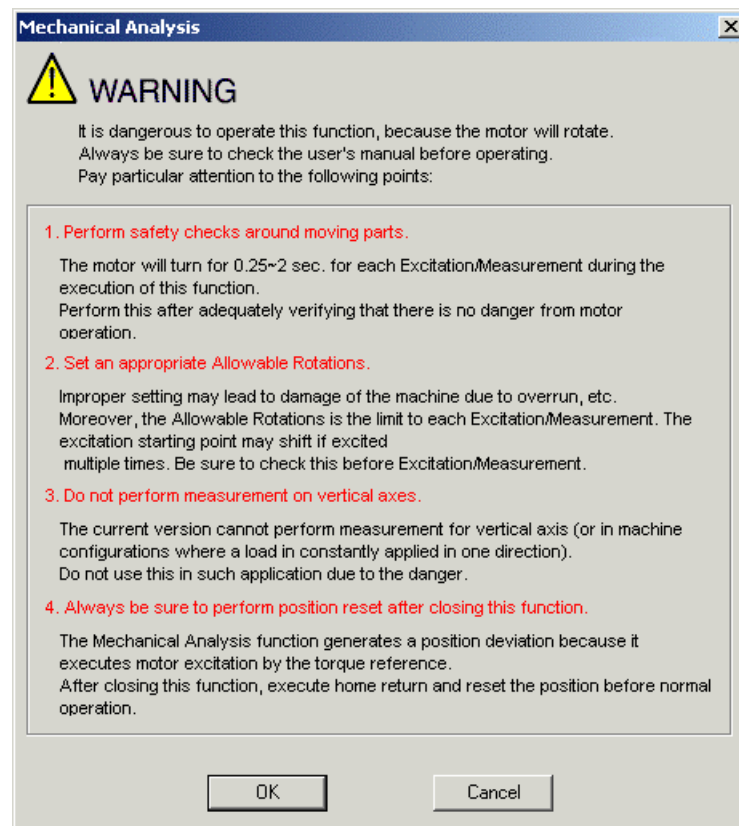 Mechanical Analysis
WARNING
It is dangerous to operate this function, because the motor will rotate.
Always be sure to check the user's manual before operating.
Pay particular attention to the following points:
1. Perform safety checks around moving parts.
The motor will turn for 0.25~2 sec. for each Excitation/Measurement during the
execution of this function.
Perform this after adequately verifying that there is no danger from motor
operation.
2. Set an appropriate Allowable Rotations.
Improper setting may lead to damage of the machine due to overrun, etc.
Moreover, the Allowable Rotations is the limit to each Excitation/Measurement. The
excitation starting point may shift if excited
multiple times. Be sure to check this before Excitation/Measurement.
3. Do not perform measurement on vertical axes.
The current version cannot perform measurement for vertical axis (or in machine
configurations where a load in constantly applied in one direction).
Do not use this in such application due to the danger.
4. Always be sure to perform position reset after closing this function.
The Mechanical Analysis function generates a position deviation because it
executes motor excitation by the torque reference.
After closing this function, execute home return and reset the position before normal
operation.
OK
Cancel